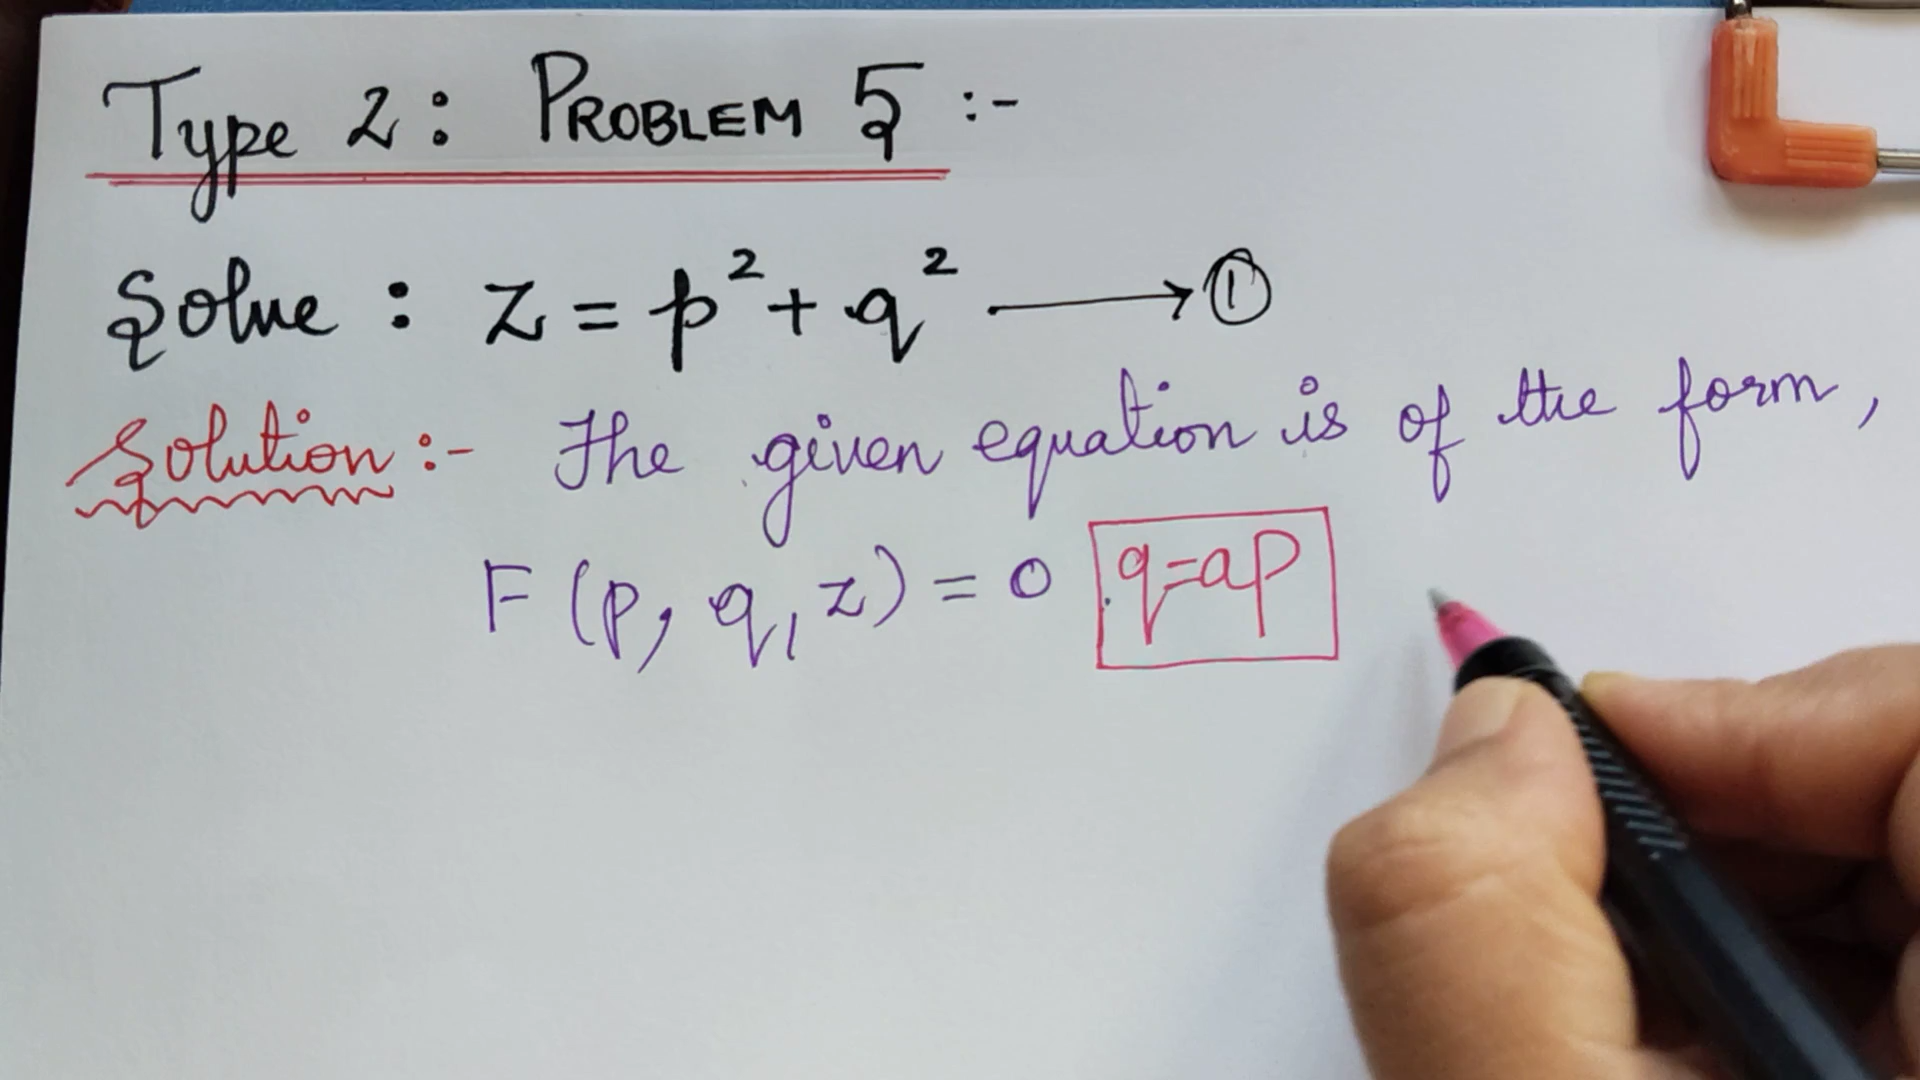 Type 2: PROBLEM 5 :-
Solve : z = p² + q² ⟶ ①
Solution :- The given equation is of the form,
F (p, q, z) = 0 q=ap